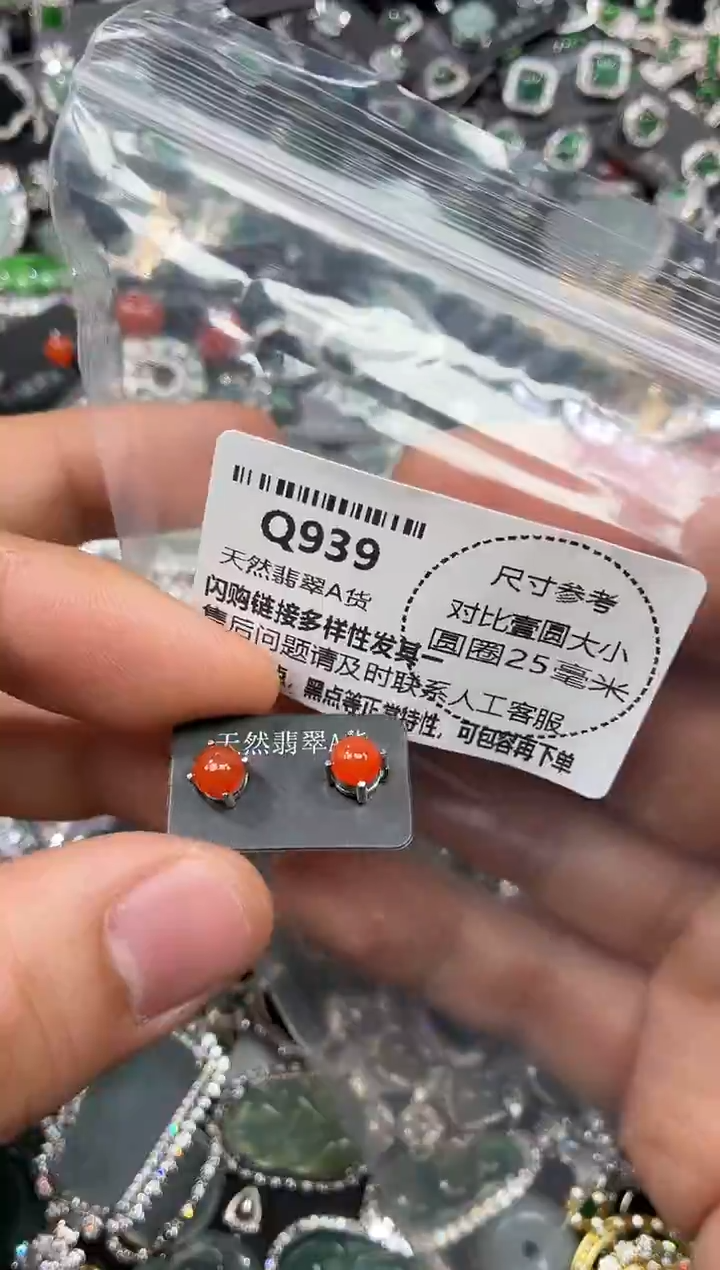 Q939
天然翡翠A货
闪购链接多样性发其一
售后问题请及时联系人工客服
点，黑点等正常特性，可包容再下单
尺寸参考
对比壹圆大小
圆圈25毫米
天然翡翠A货